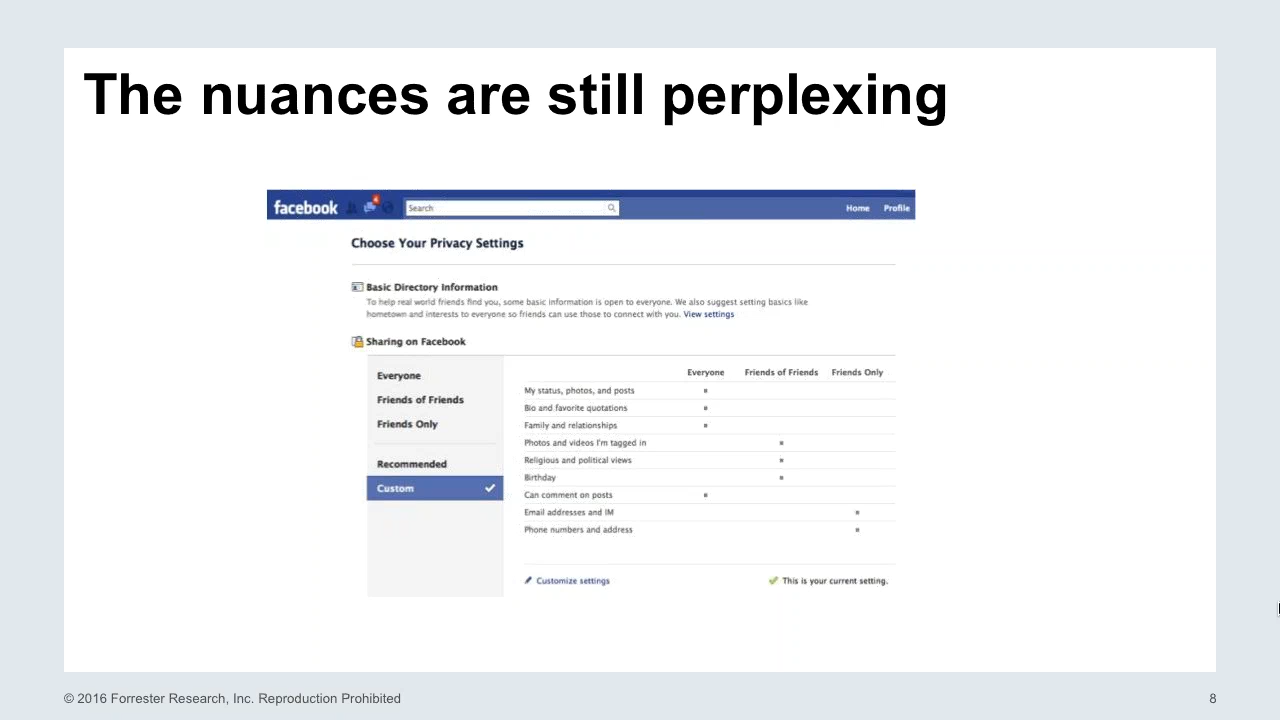 The nuances are still perplexing
facebook
4
Search
Home Profile
Choose Your Privacy Settings
Basic Directory Information
To help real world friends find you, some basic information is open to everyone. We also suggest setting basics like
hometown and interests to everyone so friends can use those to connect with you. View settings
Sharing on Facebook
Everyone
Friends of Friends
Friends Only
Recommended
Custom
Everyone Friends of Friends Friends Only
My status, photos, and posts
Bio and favorite quotations
Family and relationships
Photos and videos I'm tagged in
Religious and political views
Birthday
Can comment on posts
Email addresses and IM
Phone numbers and address
Customize settings
This is your current setting.
© 2016 Forrester Research, Inc. Reproduction Prohibited
8